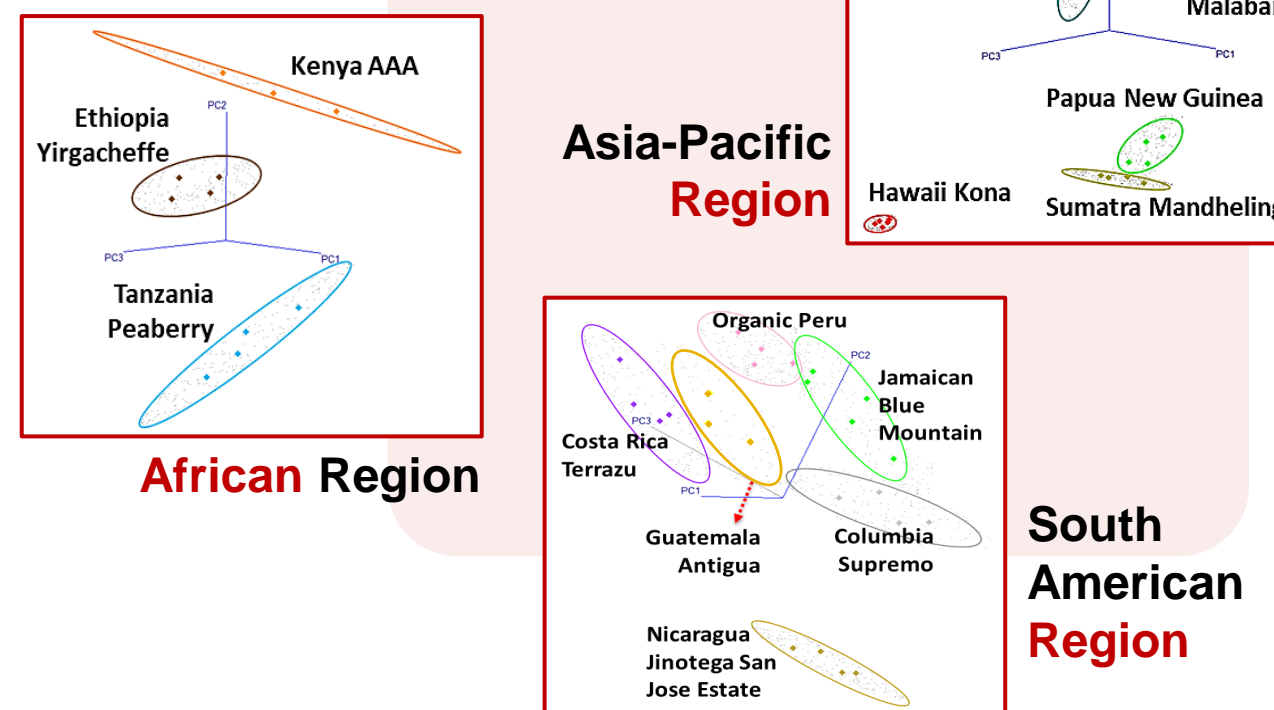 Kenya AAA
PC2
Ethiopia
Yirgacheffe
PC3
PC1
Tanzania
Peaberry
African Region
Asia-Pacific
Region
PC3
PC1
Papua New Guinea
Hawaii Kona
Sumatra Mandheling
Organic Peru
PC2
Jamaican
Blue
Mountain
PC3
Costa Rica
Terrazu
PC1
Guatemala
Antigua
Columbia
Supremo
Nicaragua
Jinotega San
Jose Estate
South
American
Region